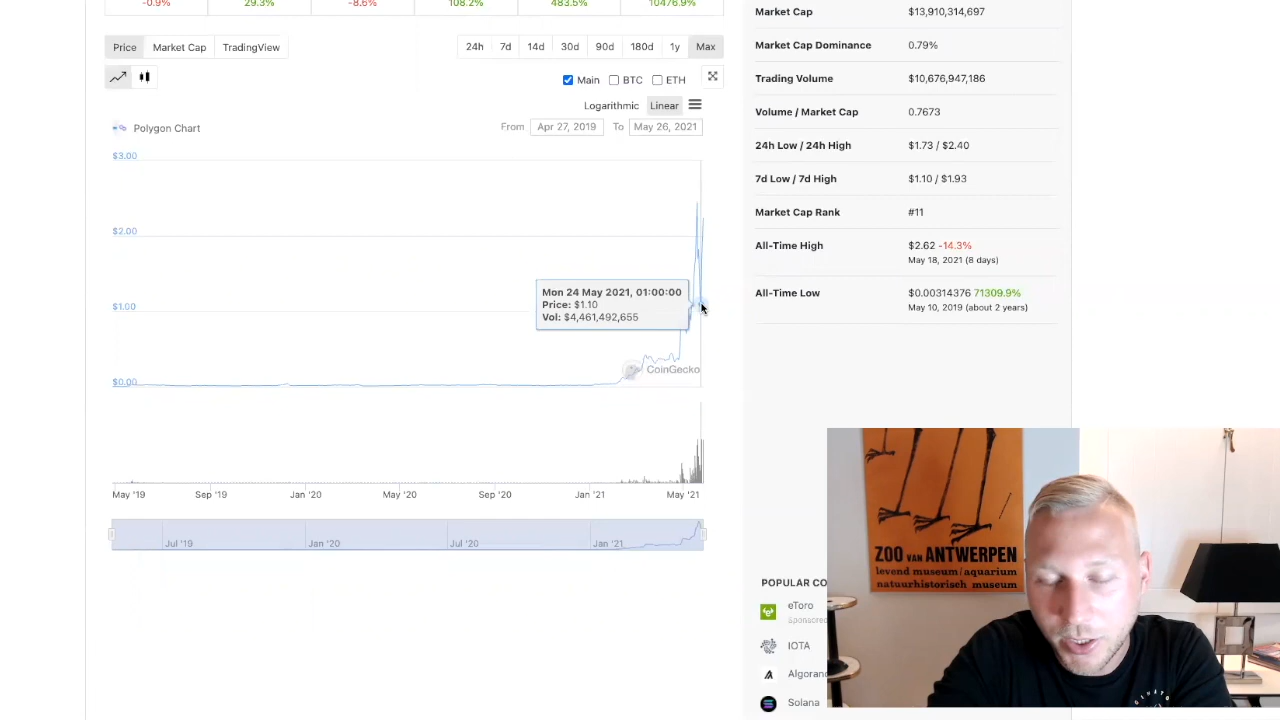 -0.9%
29.3%
-8.6%
108.2%
483.5%
10476.9%
Price
Market Cap
TradingView
24h
7d
14d
30d
90d
180d
1y
Max
Main
BTC
ETH
Logarithmic
Linear
Polygon Chart
From
Apr 27, 2019
To
May 26, 2021
$3.00
$2.00
$1.00
$0.00
Mon 24 May 2021, 01:00:00
Price: $1.10
Vol: $4,461,492,655
CoinGecko
May '19
Sep '19
Jan '20
May '20
Sep '20
Jan '21
May '21
Jul '19
Jan '20
Jul '20
Jan '21
Market Cap
$13,910,314,697
Market Cap Dominance
0.79%
Trading Volume
$10,676,947,186
Volume / Market Cap
0.7673
24h Low / 24h High
$1.73 / $2.40
7d Low / 7d High
$1.10 / $1.93
Market Cap Rank
#11
All-Time High
$2.62 -14.3%
May 18, 2021 (8 days)
All-Time Low
$0.00314376 71309.9%
May 10, 2019 (about 2 years)
POPULAR CO
eToro
Sponsored
IOTA
Algoran
Solana
ZOO VAN ANTWERPEN
levend museum/aquarium
natuurhistorisch museum